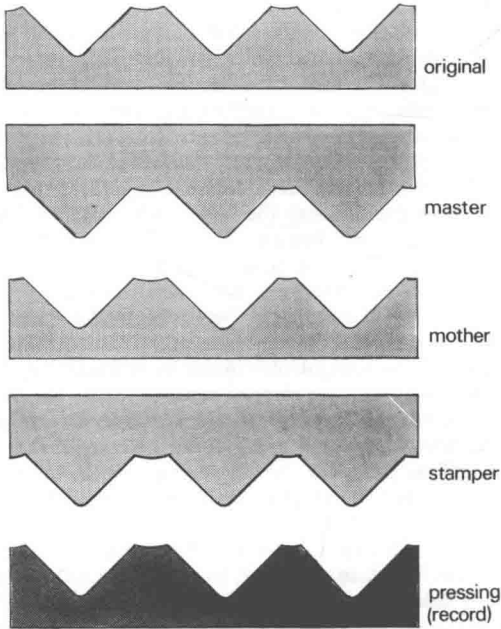 original
master
mother
stamper
pressing
(record)